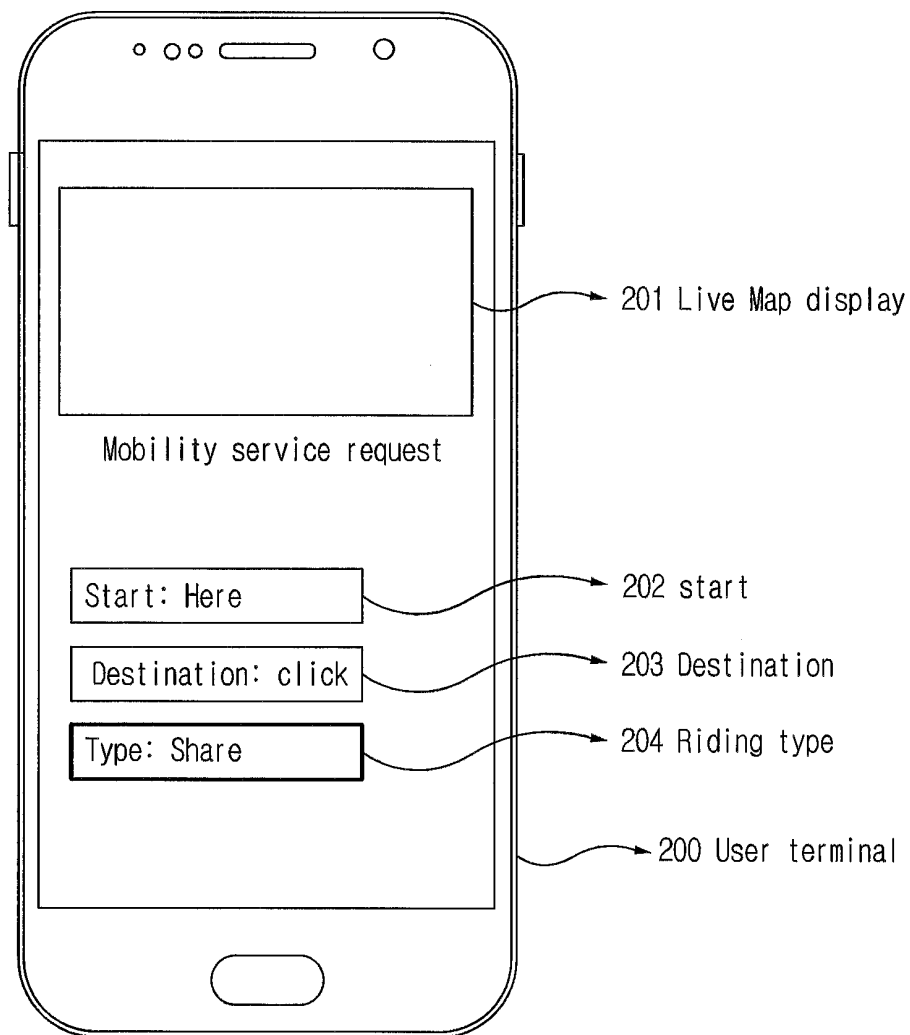 201 Live Map display
Mobility service request
Start: Here
202 start
Destination: click
203 Destination
Type: Share
204 Riding type
200 User terminal